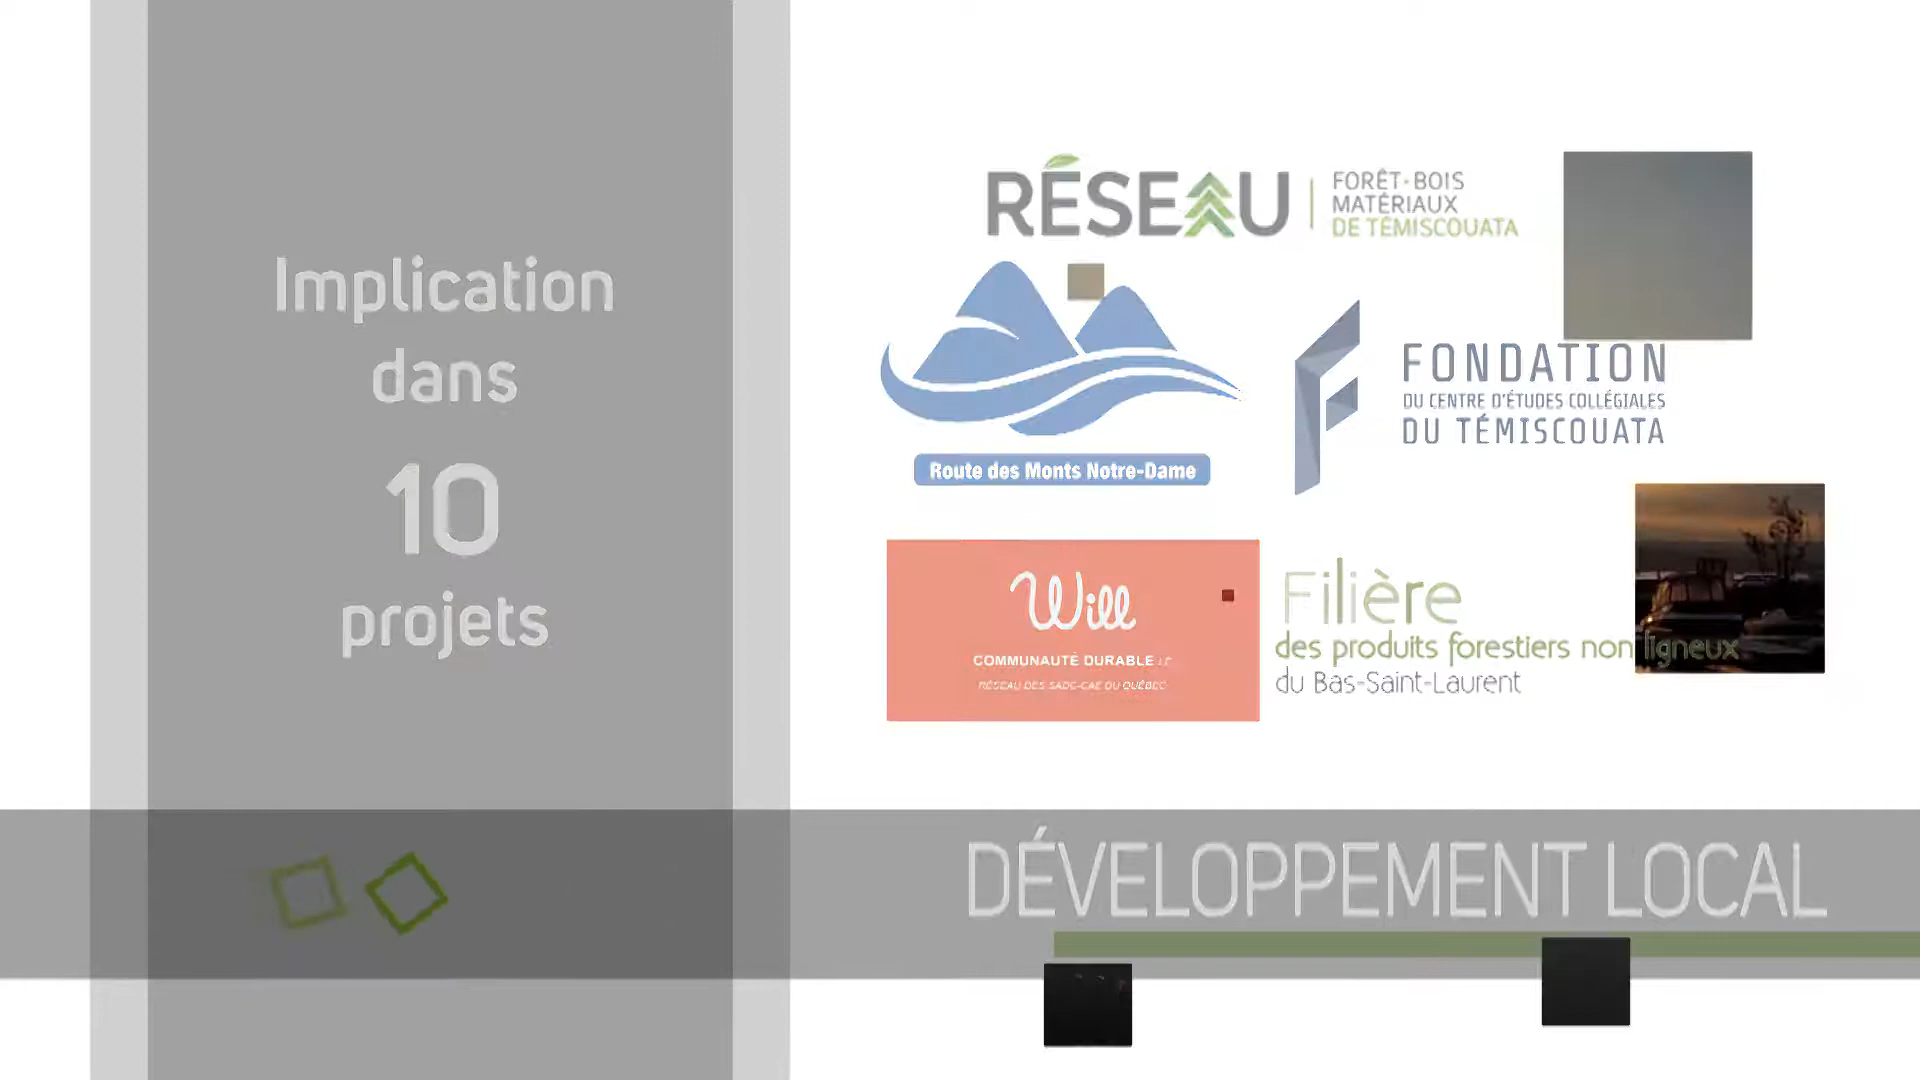 Implication
dans
10
projets
RÉSEAU
FORÊT-BOIS
MATÉRIAUX
DE TÉMISCOUATA
Route des Monts Notre-Dame
FONDATION
DU CENTRE D'ÉTUDES COLLÉGIALES
DU TÉMISCOUATA
Will
COMMUNAUTÉ DURABLE
RÉSEAU DES SADC-CAE DU QUÉBEC
Filière
des produits forestiers non ligneux
du Bas-Saint-Laurent
DÉVELOPPEMENT LOCAL